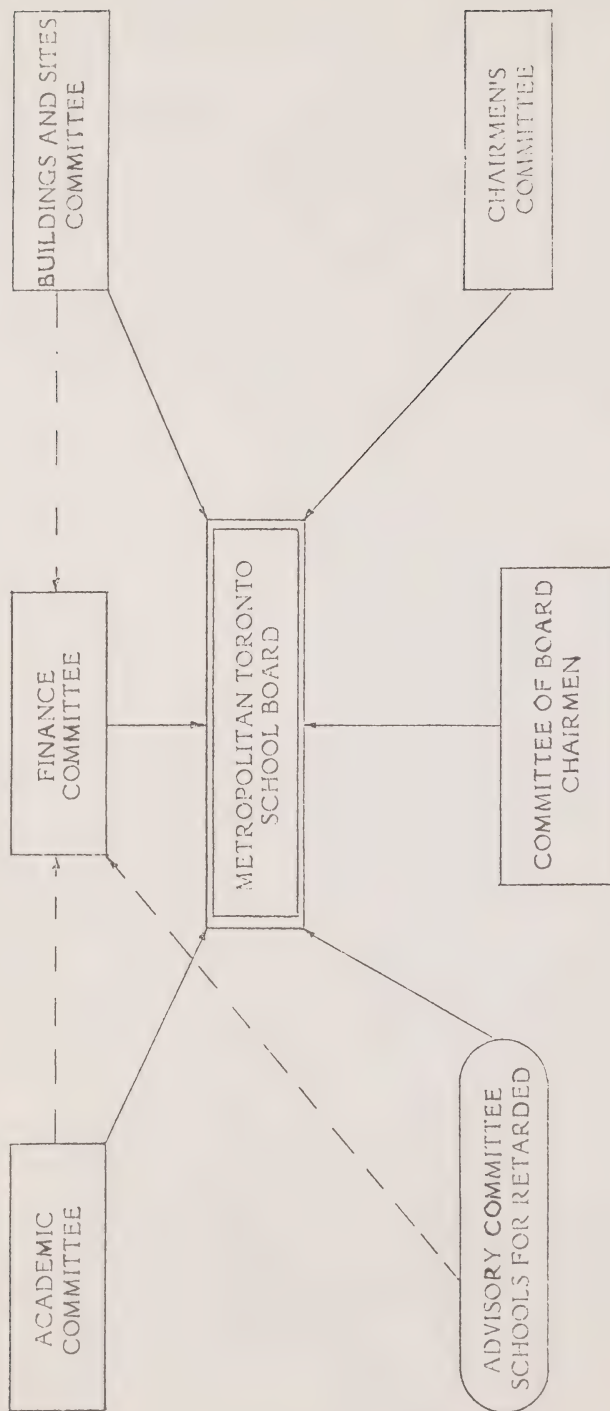 ACADEMIC
COMMITTEE
FINANCE
COMMITTEE
BUILDINGS AND SITES
COMMITTEE
METROPOLITAN TORONTO
SCHOOL BOARD
ADVISORY COMMITTEE
SCHOOLS FOR RETARDED
COMMITTEE OF BOARD
CHAIRMEN
CHAIRMEN'S
COMMITTEE